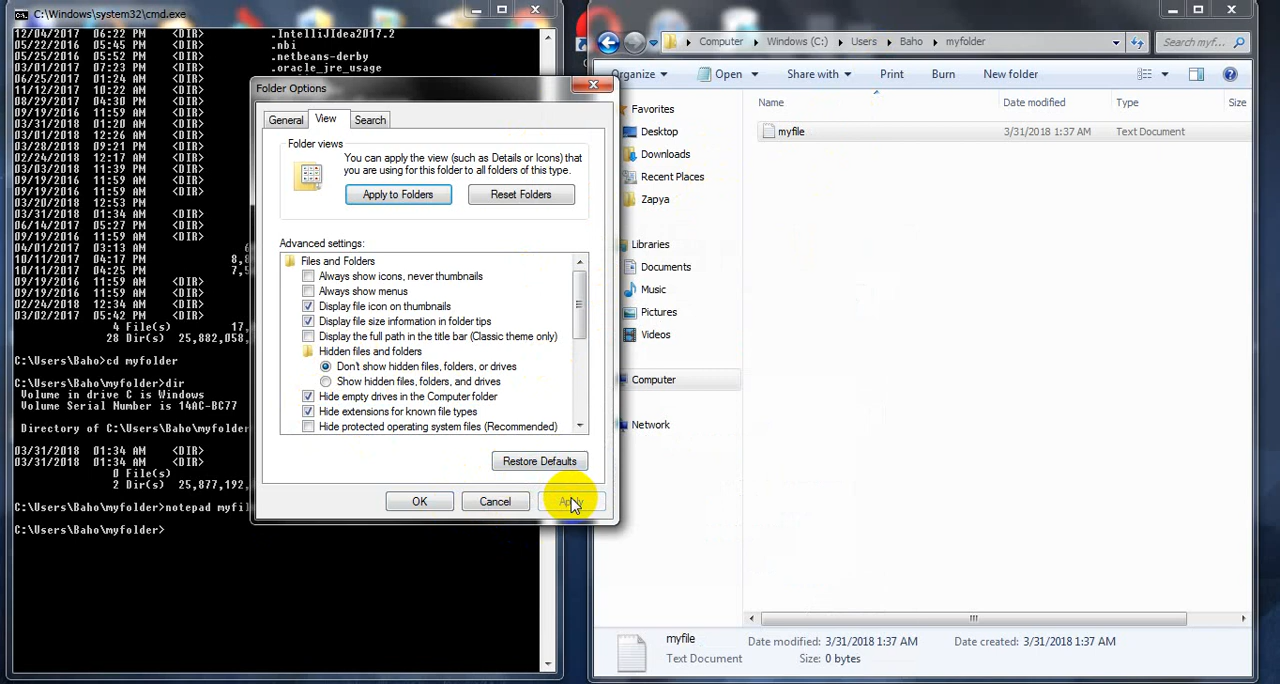 C:\Windows\system32\cmd.exe
12/04/2017 06:22 PM <DIR> .IntelliJIdea2017.2
05/22/2017 05:45 PM <DIR> .nbi
05/22/2017 05:52 PM <DIR> .netbeans-derby
03/31/2017 01:23 AM <DIR> .oracle_jre_usage
05/31/2017 07:23 PM
06/25/2017 01:24 AM
11/12/2017 10:22 AM
08/29/2017 04:30 PM
09/19/2016 11:59 AM
03/31/2018 01:20 AM
03/01/2018 12:26 AM
03/28/2018 09:21 PM
02/24/2018 12:17 AM
03/03/2018 11:39 PM
09/19/2016 11:59 AM
09/19/2016 11:59 AM
03/20/2018 12:53 PM
03/31/2018 01:34 AM <DIR>
06/14/2017 05:27 PM <DIR>
09/19/2016 11:59 AM <DIR>
04/01/2017 03:13 AM 6
10/11/2017 04:17 PM 8,8
10/11/2017 04:25 PM 7,5
09/19/2016 11:59 AM <DIR>
09/19/2016 11:59 AM <DIR>
02/24/2018 12:34 AM <DIR>
03/02/2017 05:42 PM <DIR>
4 File(s) 17,
28 Dir(s) 25,882,058,
C:\Users\Baho>cd myfolder
C:\Users\Baho\myfolder>dir
Volume in drive C is Windows
Volume Serial Number is 14AC-BC77
Directory of C:\Users\Baho\myfolder
03/31/2018 01:34 AM <DIR>
03/31/2018 01:34 AM <DIR>
0 File(s)
2 Dir(s) 25,877,192,
C:\Users\Baho\myfolder>notepad myfil
C:\Users\Baho\myfolder>
Folder Options
General View Search
Folder views
You can apply the view (such as Details or Icons) that
you are using for this folder to all folders of this type.
Apply to Folders Reset Folders
Advanced settings:
Files and Folders
Always show icons, never thumbnails
Always show menus
Display file icon on thumbnails
Display file size information in folder tips
Display the full path in the title bar (Classic theme only)
Hidden files and folders
Don't show hidden files, folders, or drives
Show hidden files, folders, and drives
Hide empty drives in the Computer folder
Hide extensions for known file types
Hide protected operating system files (Recommended)
Restore Defaults
OK Cancel Apply
Computer Windows (C:) Users Baho myfolder
Search myf...
Organize Open Share with Print Burn New folder
Name Date modified Type Size
myfile 3/31/2018 1:37 AM Text Document
Favorites
Desktop
Downloads
Recent Places
Zapya
Libraries
Documents
Music
Pictures
Videos
Computer
Network
myfile Date modified: 3/31/2018 1:37 AM Date created: 3/31/2018 1:37 AM
Text Document Size: 0 bytes